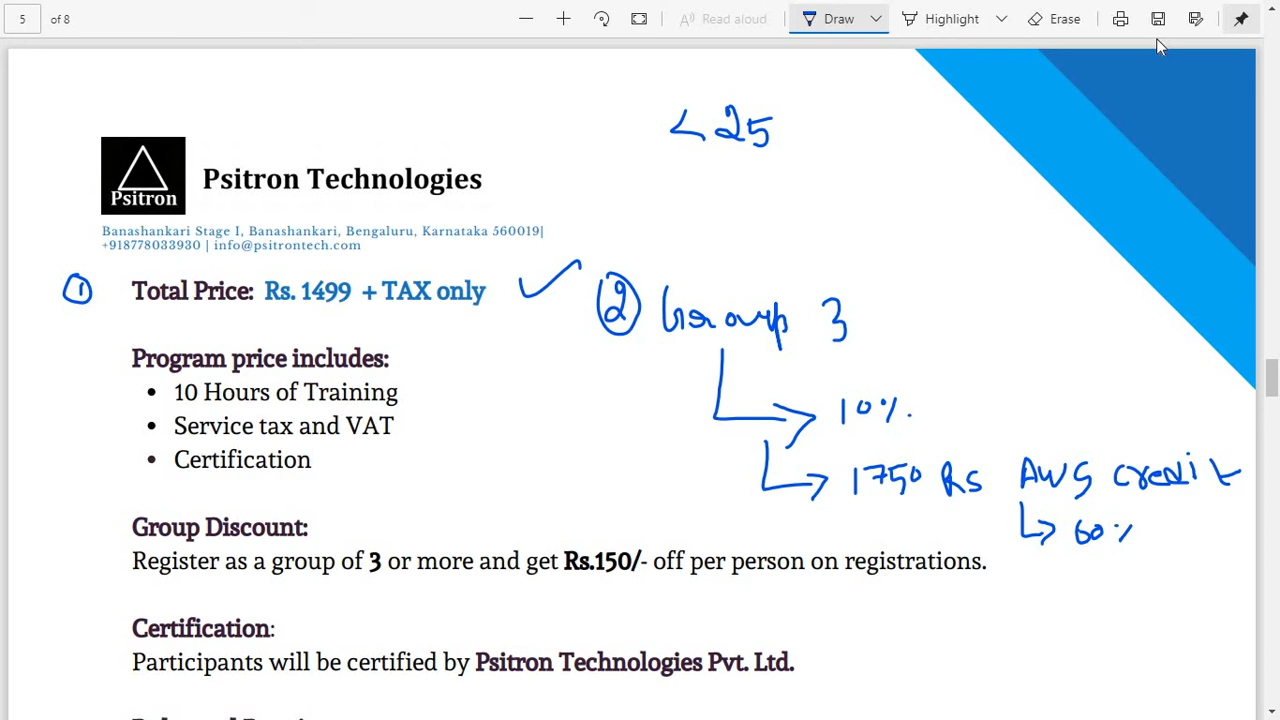 5 of 8
Read aloud
Draw
Highlight
Erase
< 25
Psitron
Psitron Technologies
Banashankari Stage I, Banashankari, Bengaluru, Karnataka 560019|
+918778033930 | info@psitrontech.com
① Total Price: Rs. 1499 + TAX only
② Group 3
Program price includes:
• 10 Hours of Training
10%.
• Service tax and VAT
• Certification
1750 Rs AWS credit
60%
Group Discount:
Register as a group of 3 or more and get Rs.150/- off per person on registrations.
Certification:
Participants will be certified by Psitron Technologies Pvt. Ltd.